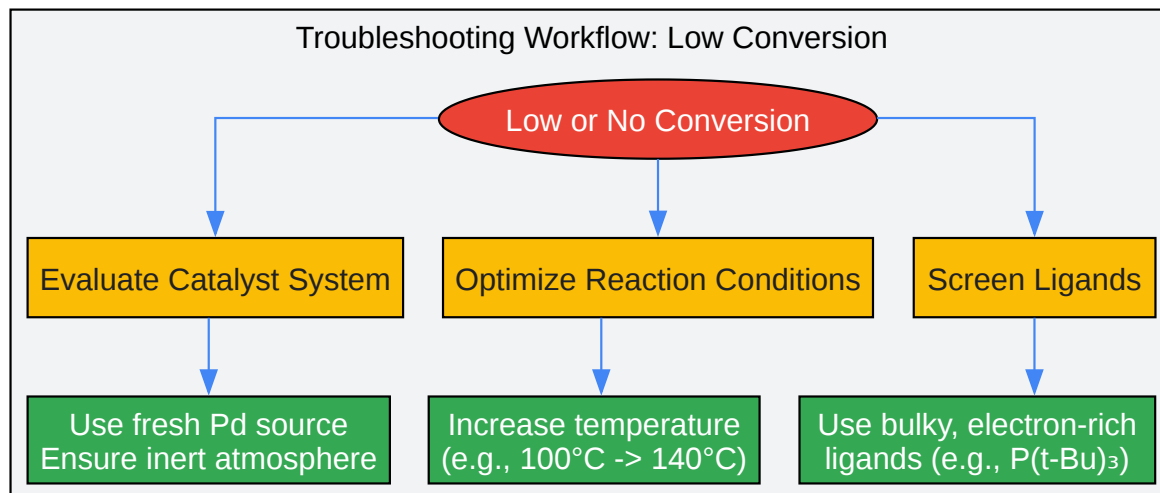 Troubleshooting Workflow: Low Conversion
Low or No Conversion
Evaluate Catalyst System
Optimize Reaction Conditions
Screen Ligands
Use fresh Pd source
Ensure inert atmosphere
Increase temperature
(e.g., 100°C -> 140°C)
Use bulky, electron-rich
ligands (e.g., P(t-Bu)₃)